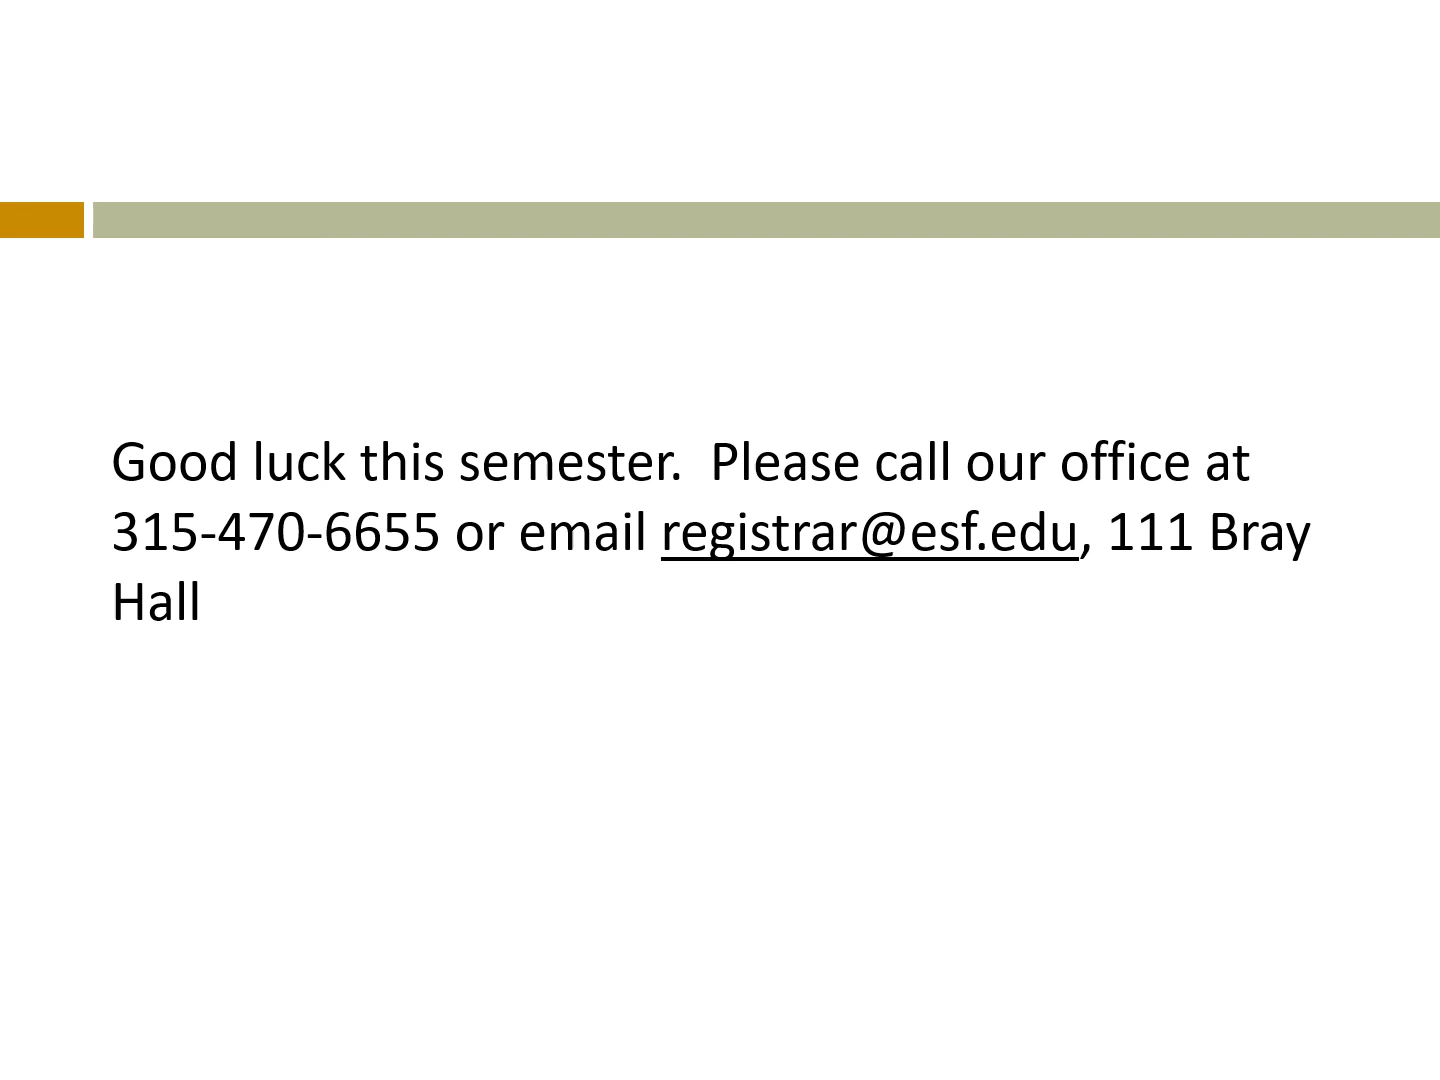 Good luck this semester.  Please call our office at
315-470-6655 or email registrar@esf.edu, 111 Bray
Hall